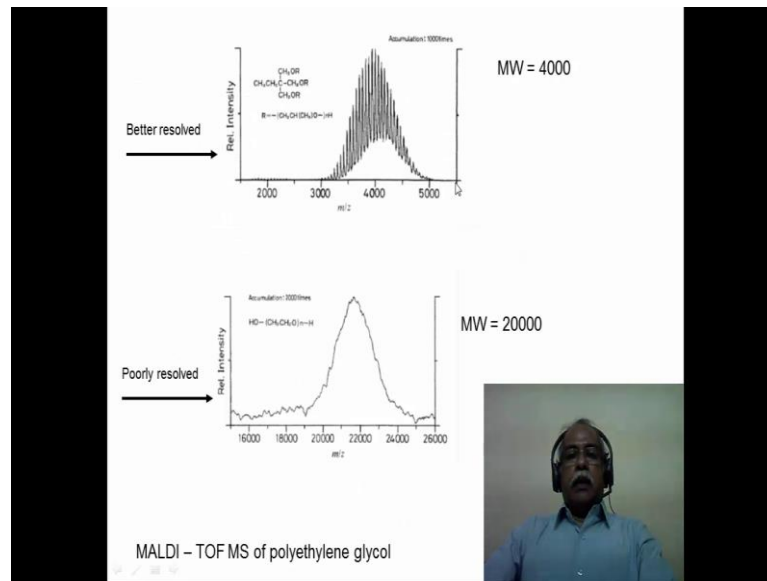 Accumulation: 1000times
MW = 4000
CH₂OR
CH₃CH₂C–CH₂OR
CH₂OR
R=–(CH₂CH(CH₃)O–)nH
Better resolved
Rel. Intensity
2000 3000 4000 5000
m/z
Accumulation: 3000times
HO–(CH₂CH₂O)n–H
MW = 20000
Rel. Intensity
Poorly resolved
16000 18000 20000 22000 24000 26000
m/z
MALDI – TOF MS of polyethylene glycol